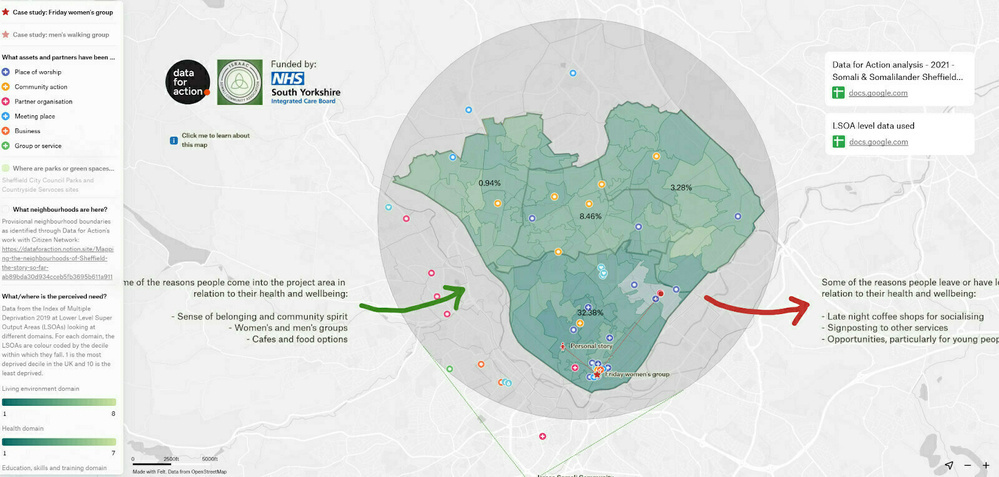 Case study: Friday women's group
Case study: men's walking group
What assets and partners have been ...
Place of worship
Community action
Partner organisation
Meeting place
Business
Group or service
Where are parks or green spaces...
Sheffield City Council Parks and
Countryside Services sites
What neighbourhoods are here?
Provisional neighbourhood boundaries
as identified through Data for Action's
work with Citizen Network:
https://dataforaction.notion.site/Mappi
ng-the-neighbourhoods-of-Sheffield-
the-story-so-far-
What/where is the perceived need?
Data from the Index of Multiple
Deprivation 2019 at Lower Level Super
Output Areas (LSOAs) looking at
different domains. For each domain, the
LSOAs are colour coded by the decile
within which they fall. 1 is the most
deprived decile in the UK and 10 is the
least deprived.
Living environment domain
1 8
Health domain
1 7
Education, skills and training domain
data
for
action
Funded by:
NHS
South Yorkshire
Integrated Care Board
Click me to learn about
this map
me of the reasons people come into the project area in
relation to their health and wellbeing:
- Sense of belonging and community spirit
- Women's and men's groups
- Cafes and food options
0.94%
3.28%
8.46%
32.38%
Personal story
Friday women's group
Data for Action analysis - 2021 -
Somali & Somalilander Sheffield...
docs.google.com
LSOA level data used
docs.google.com
Some of the reasons people leave or have l
relation to their health and wellbeing:
- Late night coffee shops for socialising
- Signposting to other services
- Opportunities, particularly for young peop
0 2500ft 5000ft
Made with Felt. Data from OpenStreetMap